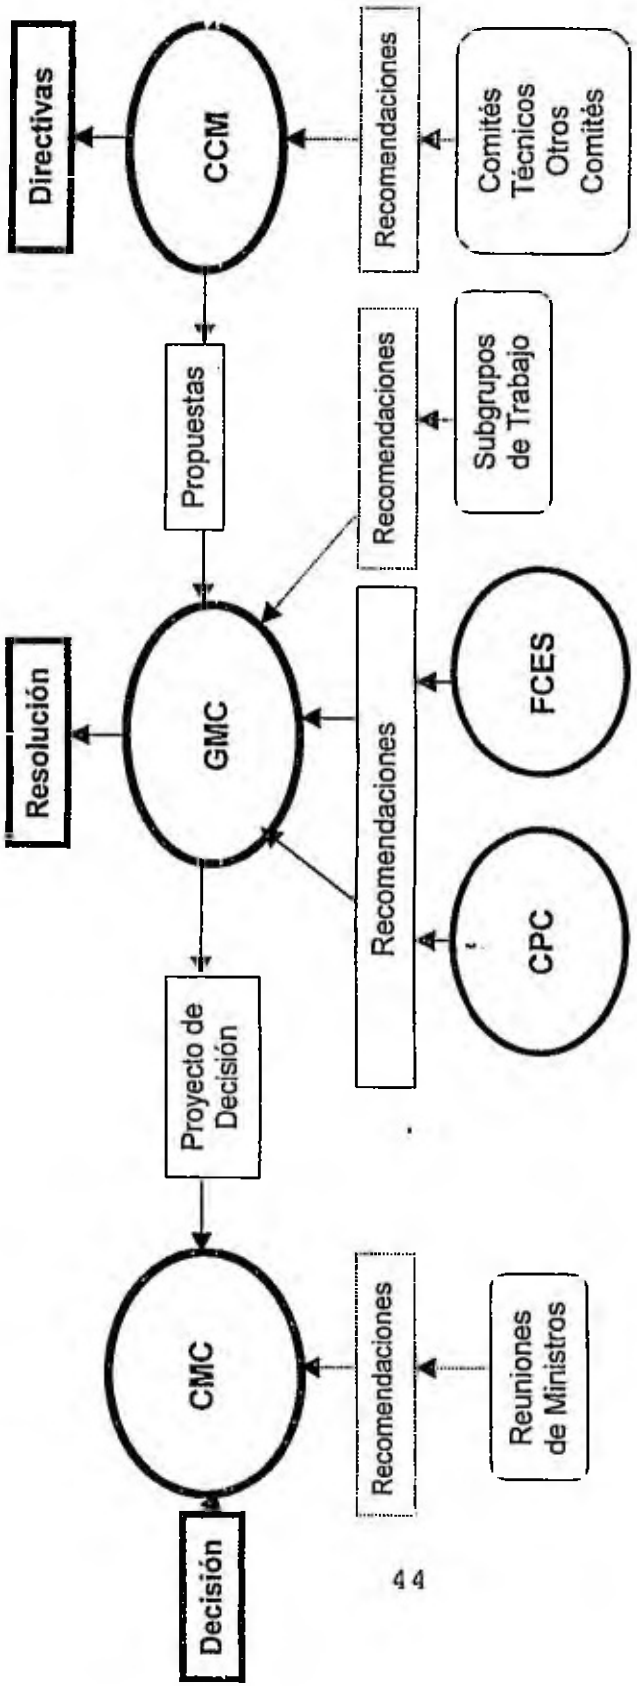 Decisión
CMC
Recomendaciones
Reuniones
de Ministros
Proyecto de
Decisión
Resolución
GMC
Recomendaciones
CPC
FCES
Propuestas
Recomendaciones
Subgrupos
de Trabajo
Directivas
CCM
Recomendaciones
Comités
Técnicos
Otros
Comités
44